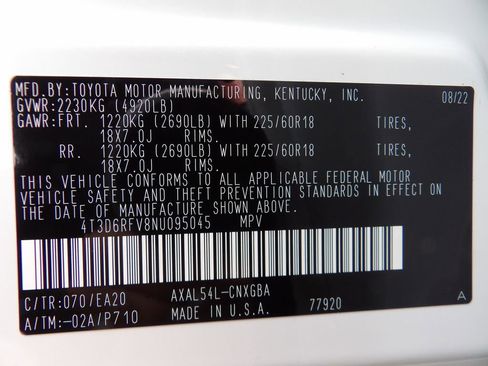 MFD.BY:TOYOTA MOTOR MANUFACTURING, KENTUCKY, INC. 08/22
GVWR:2230KG (4920LB)
GAWR:FRT. 1220KG (2690LB) WITH 225/60R18 TIRES,
18X7.0J RIMS.
RR. 1220KG (2690LB) WITH 225/60R18 TIRES,
18X7.0J RIMS.
THIS VEHICLE CONFORMS TO ALL APPLICABLE FEDERAL MOTOR
VEHICLE SAFETY AND THEFT PREVENTION STANDARDS IN EFFECT ON
THE DATE OF MANUFACTURE SHOWN ABOVE.
4T3D6RFV8NU095045 MPV
C/TR:070/EA20 AXAL54L-CNXGBA A
A/TM:-02A/P710 MADE IN U.S.A. 77920